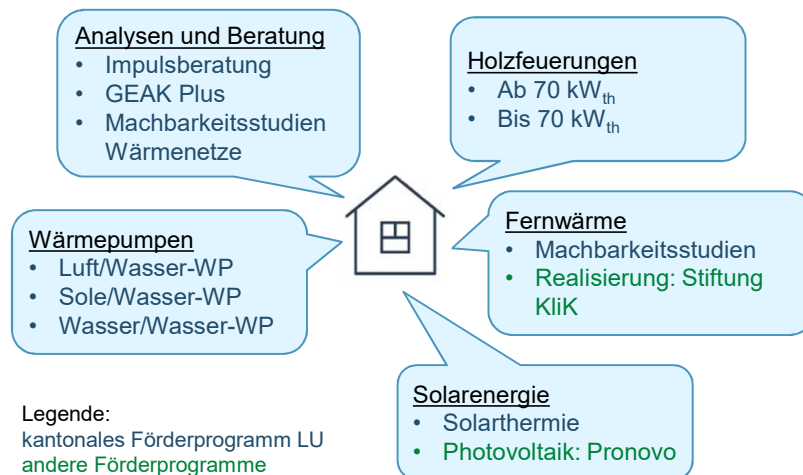 Analysen und Beratung
• Impulsberatung
• GEAK Plus
• Machbarkeitsstudien
Wärmenetze
Holzfeuerungen
• Ab 70 kWth
• Bis 70 kWth
Wärmepumpen
• Luft/Wasser-WP
• Sole/Wasser-WP
• Wasser/Wasser-WP
Fernwärme
• Machbarkeitsstudien
• Realisierung: Stiftung
KliK
Solarenergie
• Solarthermie
• Photovoltaik: Pronovo
Legende:
kantonales Förderprogramm LU
andere Förderprogramme